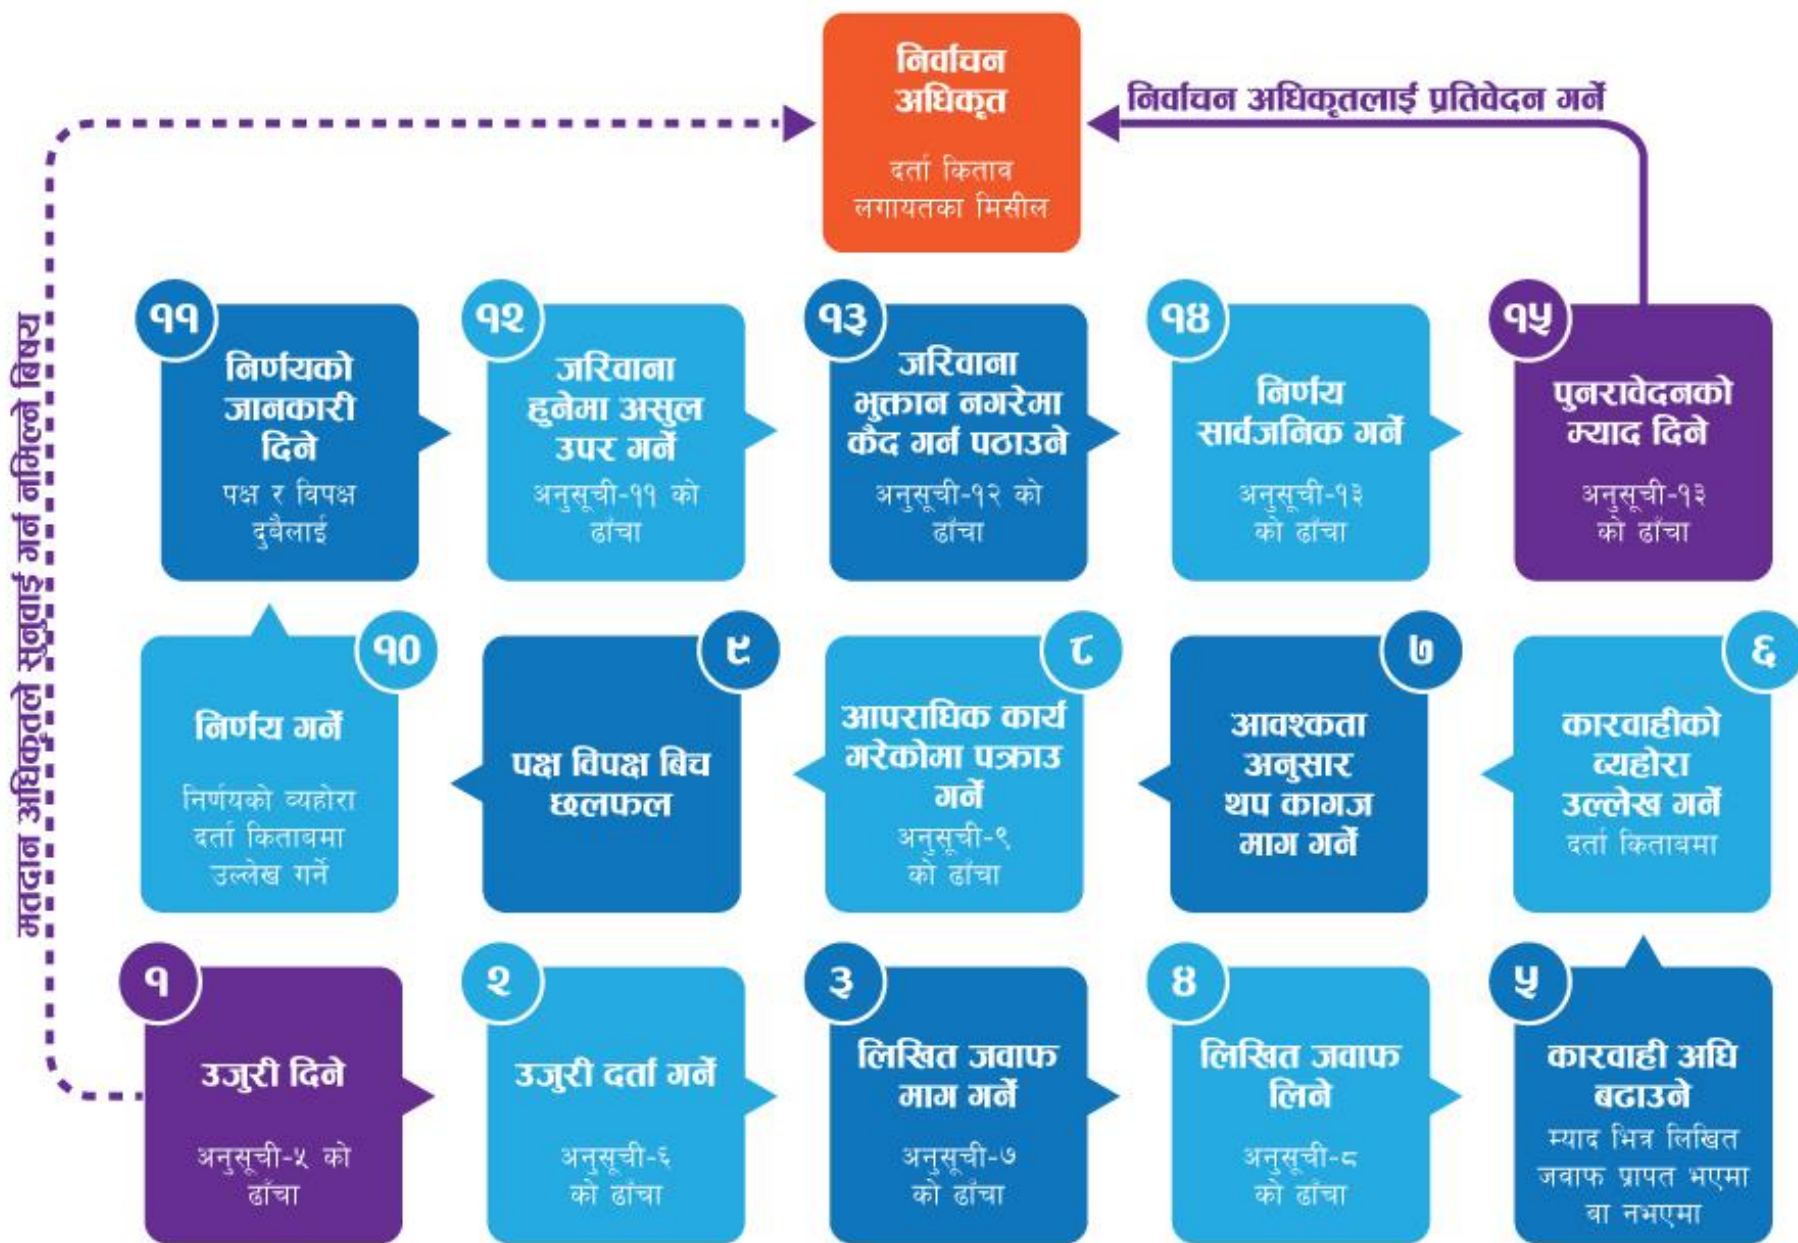 निर्वाचन
अधिकृत
दर्ता किताव
लगायतका मिसील
निर्वाचन अधिकृतलाई प्रतिवेदन गर्ने
मतदान अधिकृतले सुनुवाई गर्न नमिल्ने बिषय
११
निर्णयको
जानकारी
दिने
पक्ष र विपक्ष
दुबैलाई
१२
जरिवाना
हुनेमा असुल
उपर गर्ने
अनुसूची-११ को
ढाँचा
१३
जरिवाना
भुक्तान नगरेमा
कैद गर्न पठाउने
अनुसूची-१२ को
ढाँचा
१४
निर्णय
सार्वजनिक गर्ने
अनुसूची-१३
को ढाँचा
१५
पुनरावेदनको
म्याद दिने
अनुसूची-१३
को ढाँचा
१०
निर्णय गर्ने
निर्णयको व्यहोरा
दर्ता किताबमा
उल्लेख गर्ने
९
पक्ष विपक्ष बिच
छलफल
८
आपराधिक कार्य
गरेकोमा पक्राउ
गर्ने
अनुसूची-९
को ढाँचा
७
आवश्कता
अनुसार
थप कागज
माग गर्ने
६
कारवाहीको
व्यहोरा
उल्लेख गर्ने
दर्ता किताबमा
१
उजुरी दिने
अनुसूची-५ को
ढाँचा
२
उजुरी दर्ता गर्ने
अनुसूची-६
को ढाँचा
३
लिखित जवाफ
माग गर्ने
अनुसूची-७
को ढाँचा
४
लिखित जवाफ
लिने
अनुसूची-८
को ढाँचा
५
कारवाही अघि
बढाउने
म्याद भित्र लिखित
जवाफ प्रापत भएमा
बा नभएमा